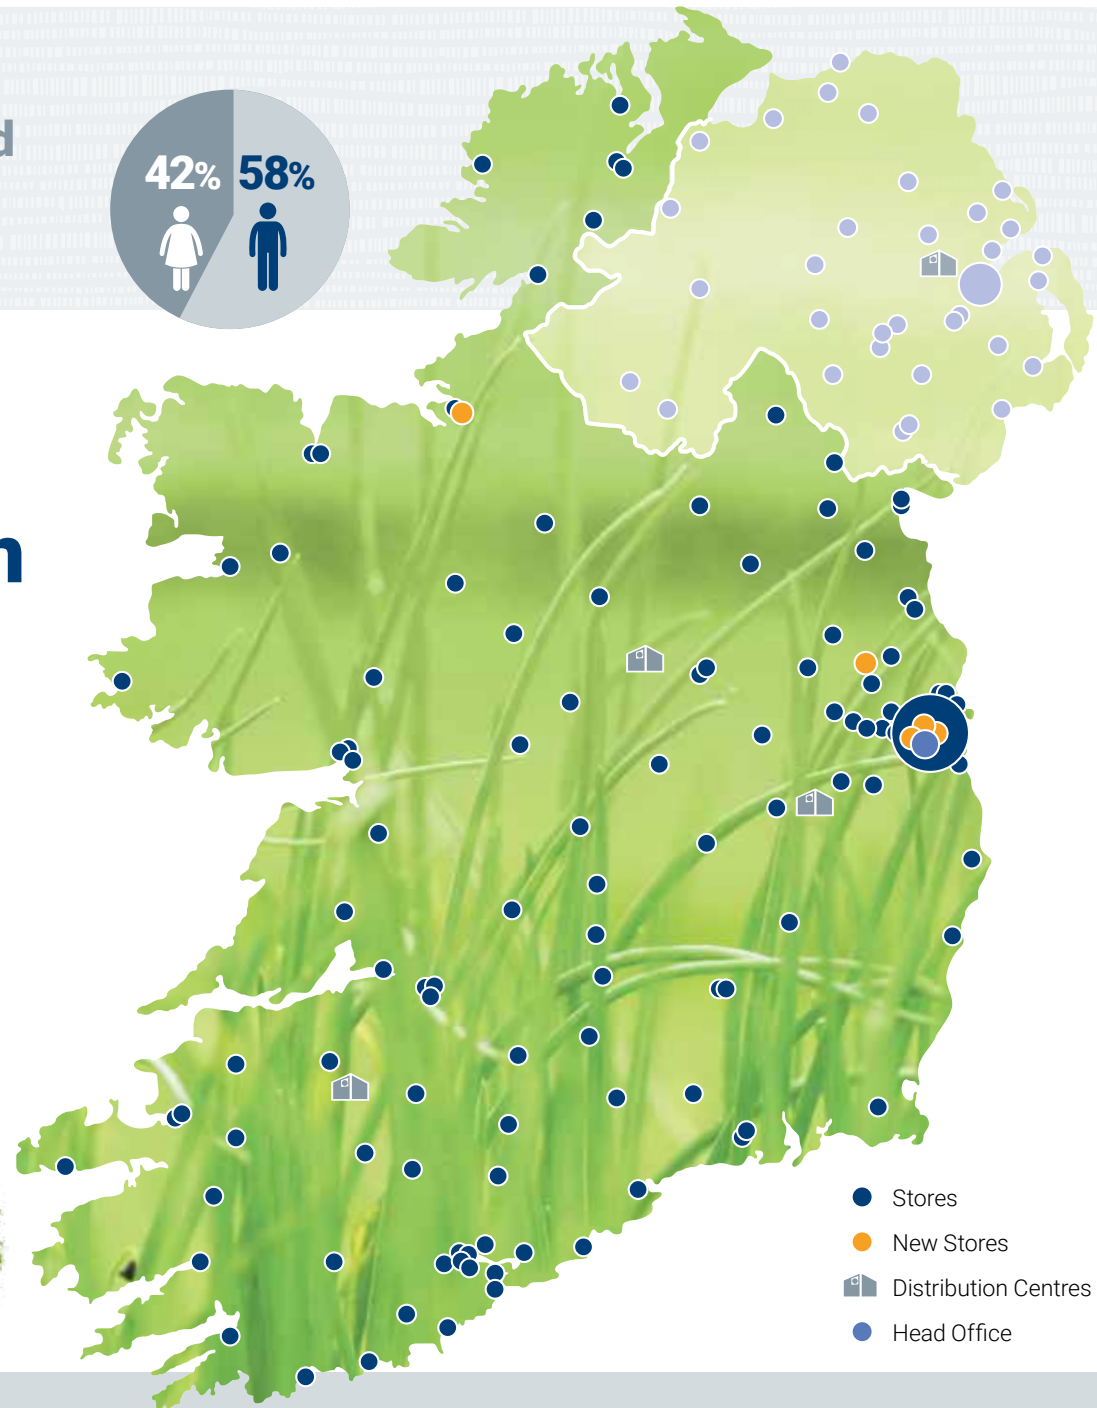 d
42% 58%
n
Stores
New Stores
Distribution Centres
Head Office